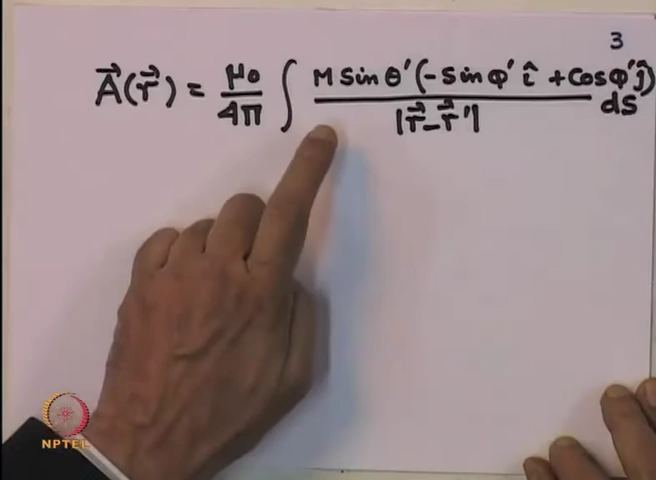 3
A⃗(r⃗) = μ₀/4π ∫ M sin θ′(-sin φ′ î + cos φ′ ĵ)/|r⃗-r⃗′| ds′
NPTEL